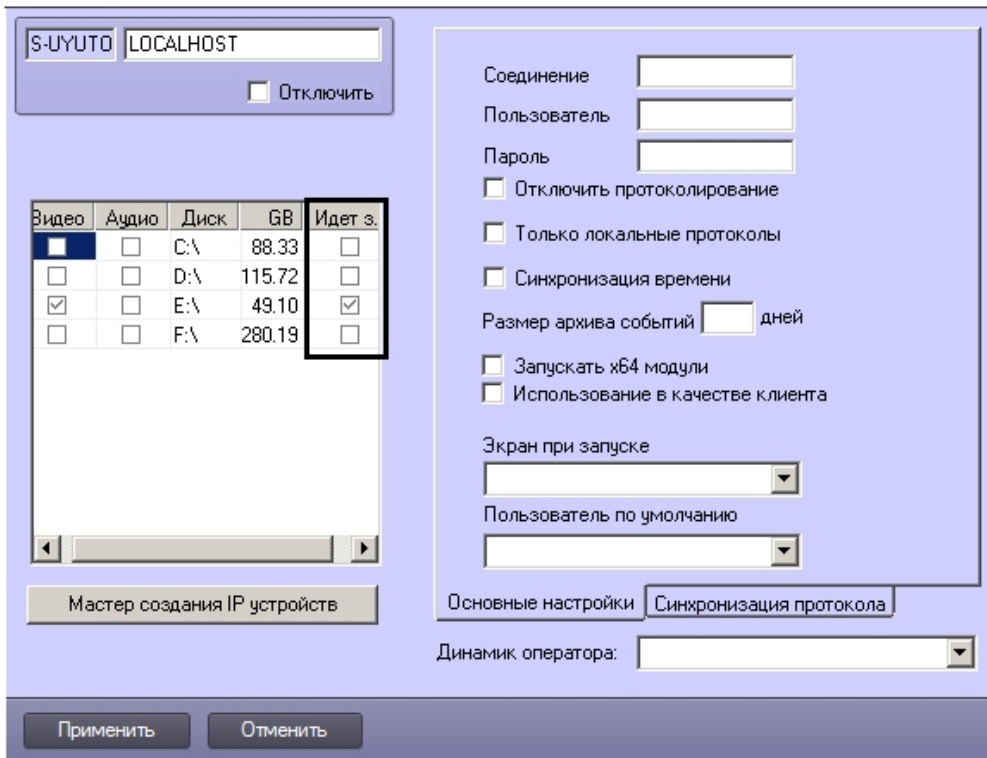 S-UYUTO LOCALHOST
Отключить
Видео Аудио Диск GB Идет з.
C:\ 88.33
D:\ 115.72
E:\ 49.10
F:\ 280.19
Мастер создания IP устройств
Соединение
Пользователь
Пароль
Отключить протоколирование
Только локальные протоколы
Синхронизация времени
Размер архива событий дней
Запускать x64 модули
Использование в качестве клиента
Экран при запуске
Пользователь по умолчанию
Основные настройки Синхронизация протокола
Динамик оператора:
Применить Отменить